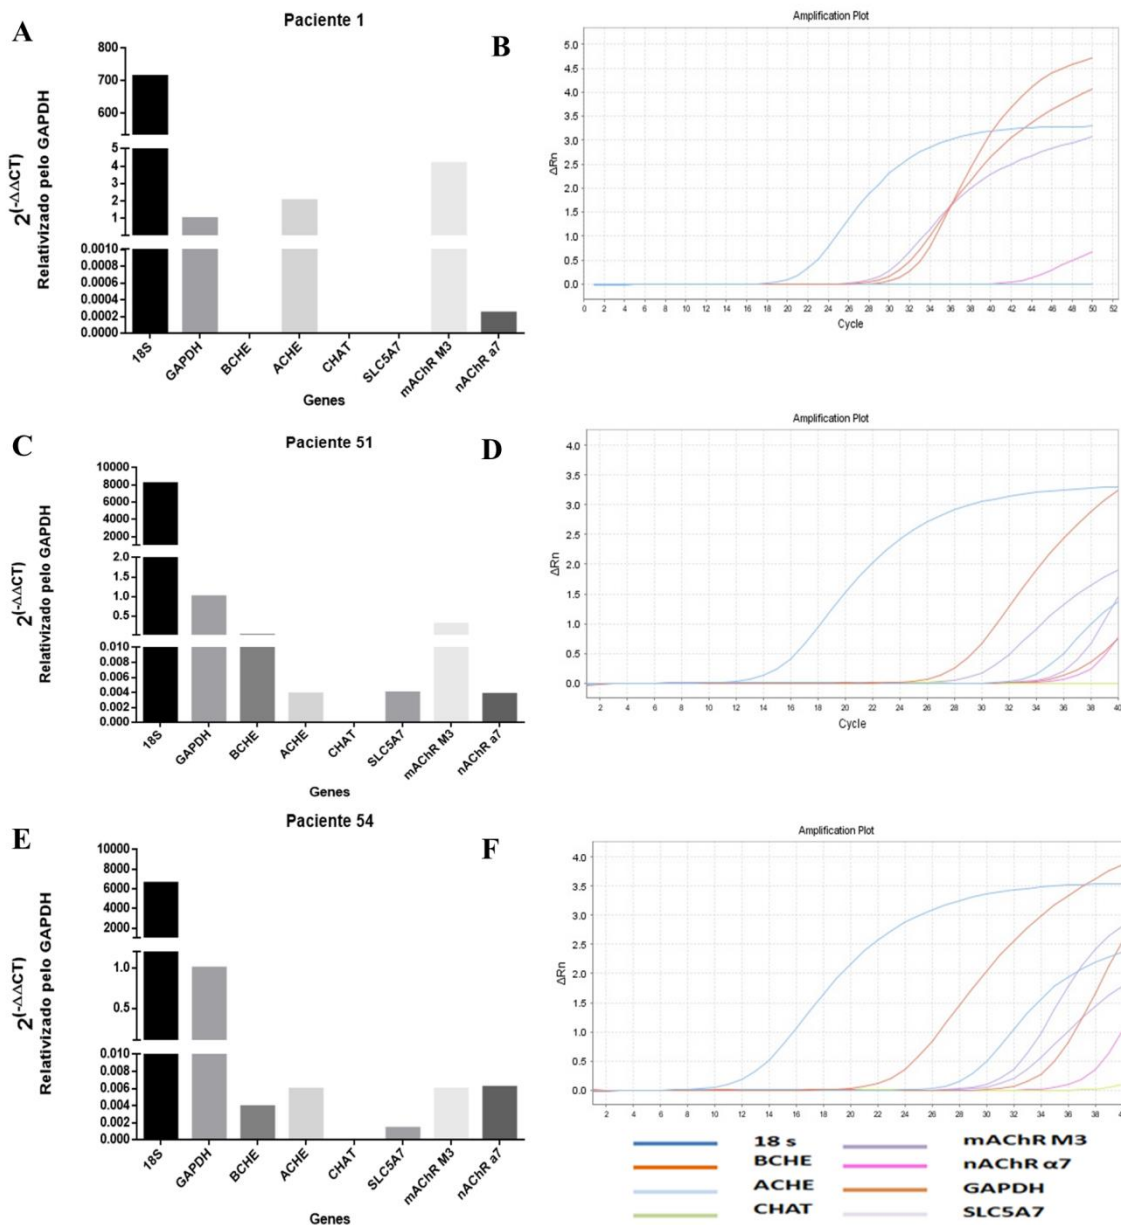 A
Paciente 1
2(-ΔΔCT)
Relativizado pelo GAPDH
800
700
600
5
4
3
2
1
0.0010
0.0008
0.0006
0.0004
0.0002
0.0000
18S GAPDH BCHE ACHE CHAT SLC5A7 mAChR M3 nAChR a7
Genes
B
Amplification Plot
ΔRn
5.0
4.5
4.0
3.5
3.0
2.5
2.0
1.5
1.0
0.5
0.0
0 2 4 6 8 10 12 14 16 18 20 22 24 26 28 30 32 34 36 38 40 42 44 46 48 50 52
Cycle
C
Paciente 51
2(-ΔΔCT)
Relativizado pelo GAPDH
10000
8000
6000
4000
2000
2.0
1.5
1.0
0.5
0.010
0.008
0.006
0.004
0.002
0.000
18S GAPDH BCHE ACHE CHAT SLC5A7 mAChR M3 nAChR a7
Genes
D
Amplification Plot
ΔRn
4.0
3.5
3.0
2.5
2.0
1.5
1.0
0.5
0.0
2 4 6 8 10 12 14 16 18 20 22 24 26 28 30 32 34 36 38 40
Cycle
E
Paciente 54
2(-ΔΔCT)
Relativizado pelo GAPDH
10000
8000
6000
4000
2000
1.0
0.5
0.010
0.008
0.006
0.004
0.002
0.000
18S GAPDH BCHE ACHE CHAT SLC5A7 mAChR M3 nAChR a7
Genes
F
Amplification Plot
ΔRn
4.0
3.5
3.0
2.5
2.0
1.5
1.0
0.5
0.0
2 4 6 8 10 12 14 16 18 20 22 24 26 28 30 32 34 36 38
18 s
BCHE
ACHE
CHAT
mAChR M3
nAChR α7
GAPDH
SLC5A7